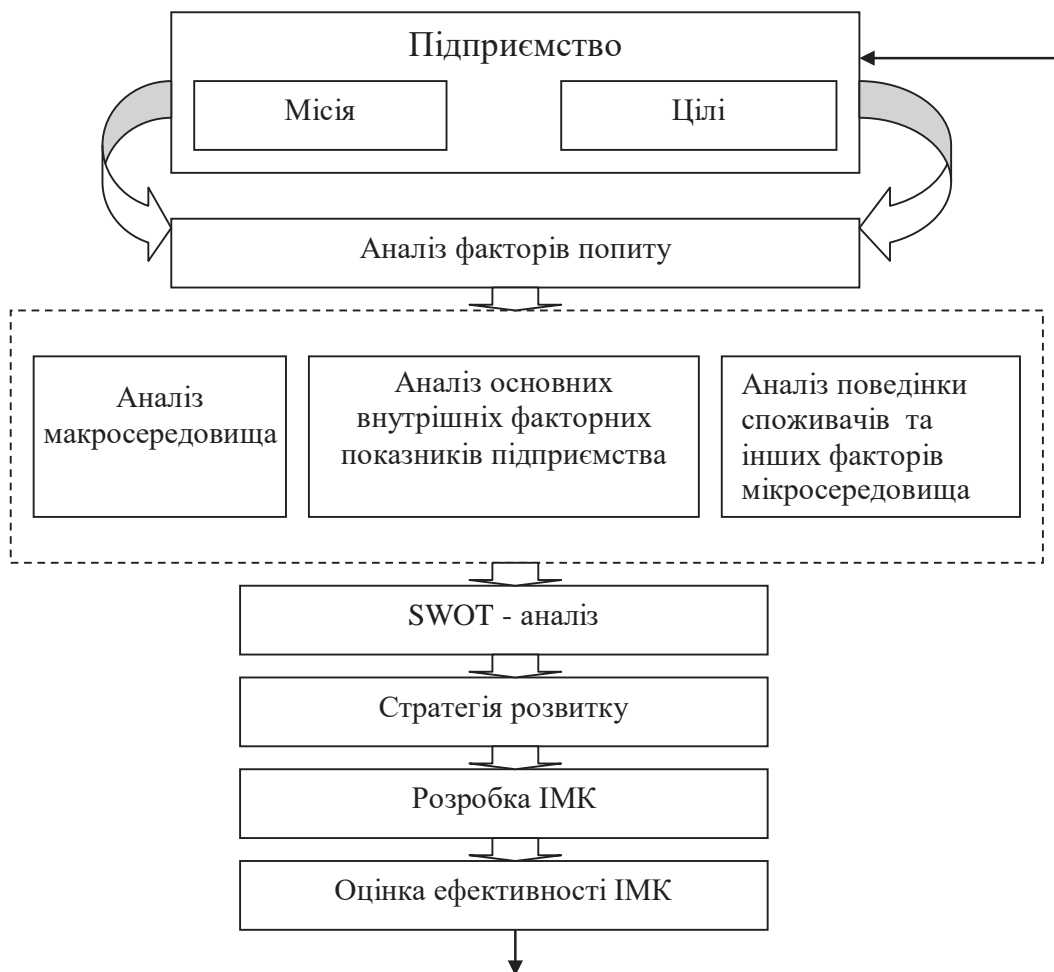 Підприємство
Місія
Цілі
Аналіз факторів попиту
Аналіз
макросередовища
Аналіз основних
внутрішніх факторних
показників підприємства
Аналіз поведінки
споживачів та
інших факторів
мікросередовища
SWOT - аналіз
Стратегія розвитку
Розробка ІМК
Оцінка ефективності ІМК